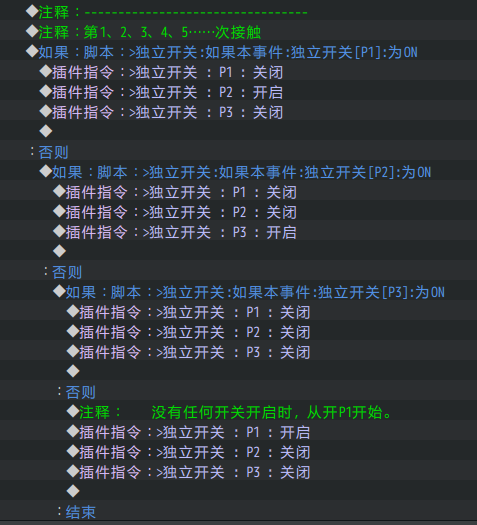 ◆注释：--------------------------------
◆注释：第1、2、3、4、5……次接触
◆如果：脚本：>独立开关:如果本事件:独立开关[P1]:为ON
◆插件指令：>独立开关 : P1 : 关闭
◆插件指令：>独立开关 : P2 : 开启
◆插件指令：>独立开关 : P3 : 关闭
◆
：否则
◆如果：脚本：>独立开关:如果本事件:独立开关[P2]:为ON
◆插件指令：>独立开关 : P1 : 关闭
◆插件指令：>独立开关 : P2 : 关闭
◆插件指令：>独立开关 : P3 : 开启
◆
：否则
◆如果：脚本：>独立开关:如果本事件:独立开关[P3]:为ON
◆插件指令：>独立开关 : P1 : 关闭
◆插件指令：>独立开关 : P2 : 关闭
◆插件指令：>独立开关 : P3 : 关闭
◆
：否则
◆注释：　　没有任何开关开启时，从开P1开始。
◆插件指令：>独立开关 : P1 : 开启
◆插件指令：>独立开关 : P2 : 关闭
◆插件指令：>独立开关 : P3 : 关闭
◆
：结束